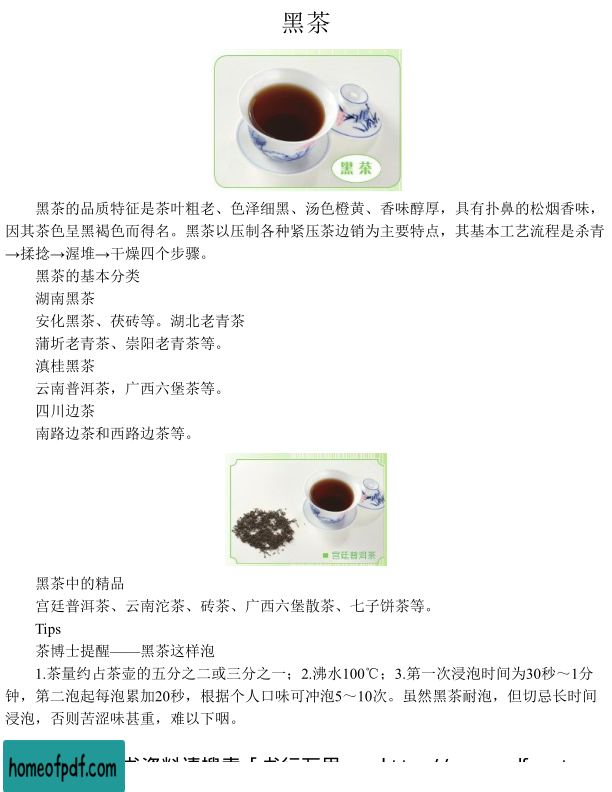 黑茶
黑茶
黑茶的品质特征是茶叶粗老、色泽细黑、汤色橙黄、香味醇厚，具有扑鼻的松烟香味，
因其茶色呈黑褐色而得名。黑茶以压制各种紧压茶边销为主要特点，其基本工艺流程是杀青
→揉捻→渥堆→干燥四个步骤。
黑茶的基本分类
湖南黑茶
安化黑茶、茯砖等。湖北老青茶
蒲圻老青茶、崇阳老青茶等。
滇桂黑茶
云南普洱茶，广西六堡茶等。
四川边茶
南路边茶和西路边茶等。
宫廷普洱茶
黑茶中的精品
宫廷普洱茶、云南沱茶、砖茶、广西六堡散茶、七子饼茶等。
Tips
茶博士提醒——黑茶这样泡
1.茶量约占茶壶的五分之二或三分之一；2.沸水100℃；3.第一次浸泡时间为30秒～1分
钟，第二泡起每泡累加20秒，根据个人口味可冲泡5～10次。虽然黑茶耐泡，但切忌长时间
浸泡，否则苦涩味甚重，难以下咽。
homeofpdf.com